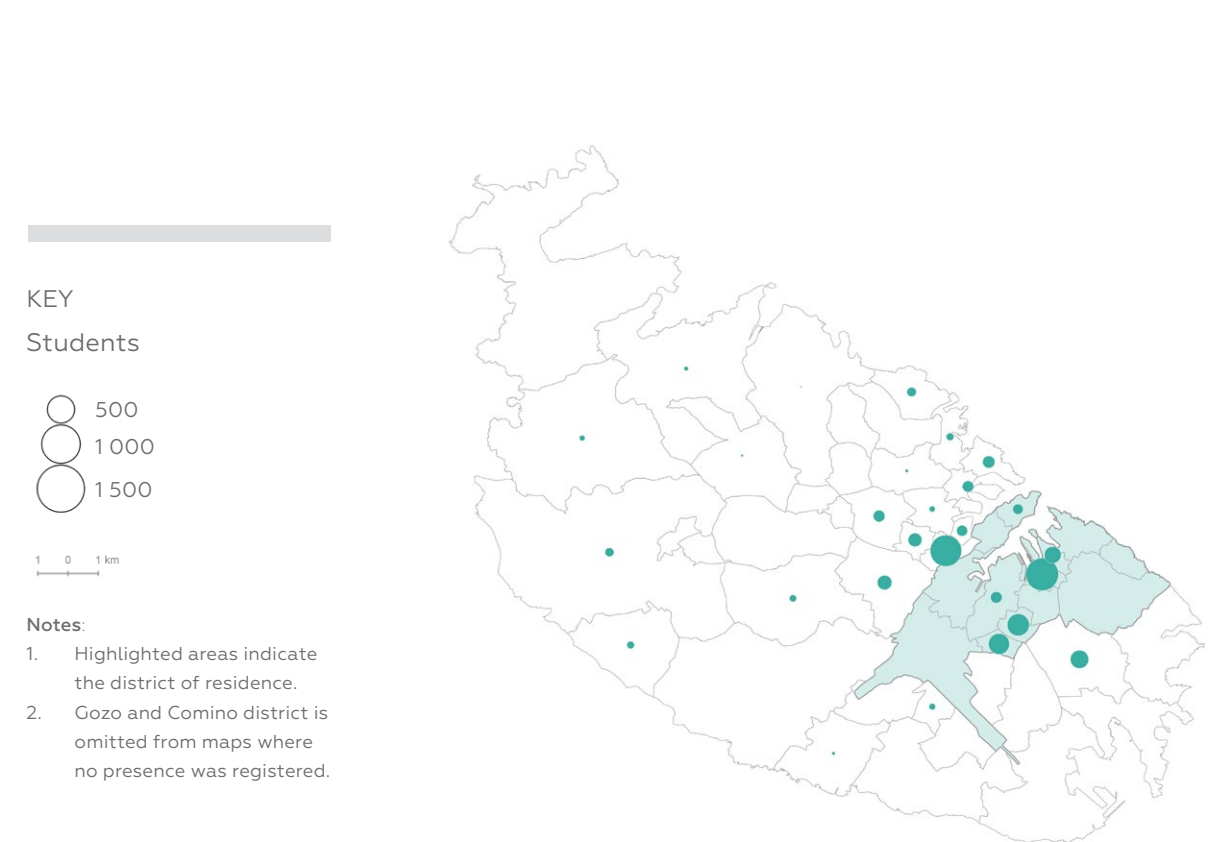 KEY
Students
500
1 000
1 500
1 0 1 km
Notes:
1. Highlighted areas indicate
the district of residence.
2. Gozo and Comino district is
omitted from maps where
no presence was registered.